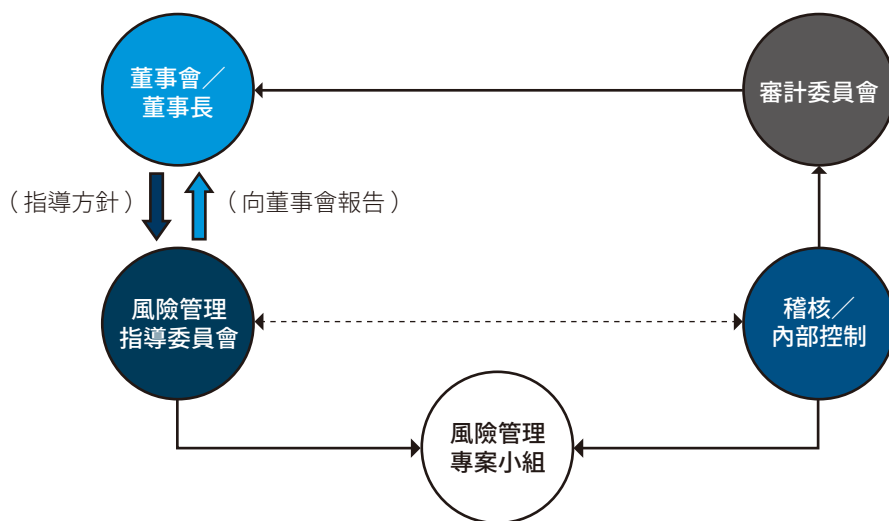 董事會／
董事長
審計委員會
（指導方針）
（向董事會報告）
風險管理
指導委員會
稽核／
內部控制
風險管理
專案小組